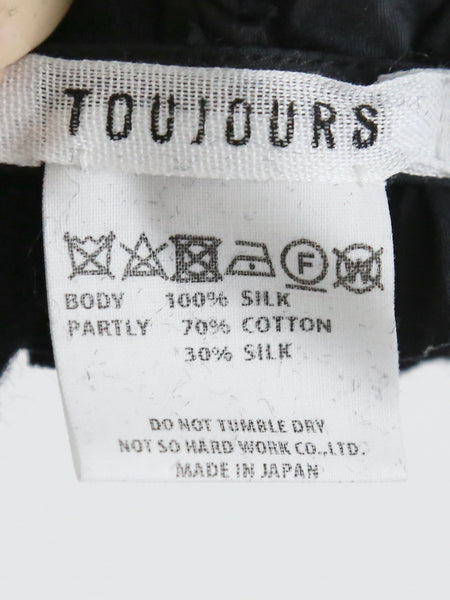 TOUJOURS
F W
BODY 100% SILK
PARTLY 70% COTTON
30% SILK
DO NOT TUMBLE DRY
NOT SO HARD WORK CO.,LTD.
MADE IN JAPAN